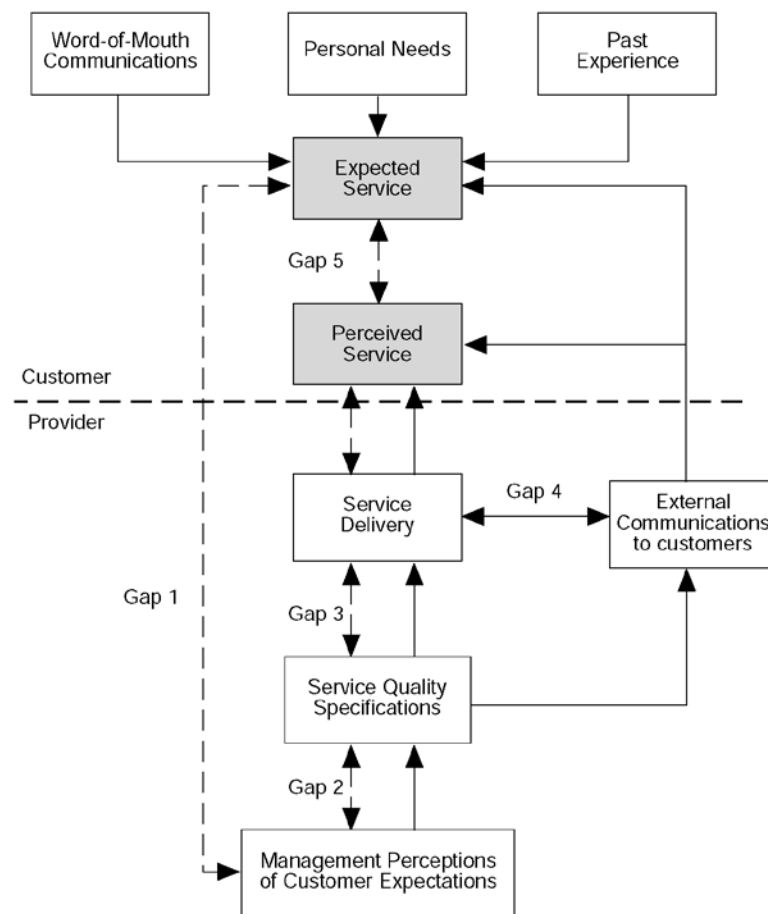 Word-of-Mouth
Communications
Personal Needs
Past
Experience
Expected
Service
Gap 5
Perceived
Service
Customer
Provider
Service
Delivery
Gap 4
External
Communications
to customers
Gap 1
Gap 3
Service Quality
Specifications
Gap 2
Management Perceptions
of Customer Expectations